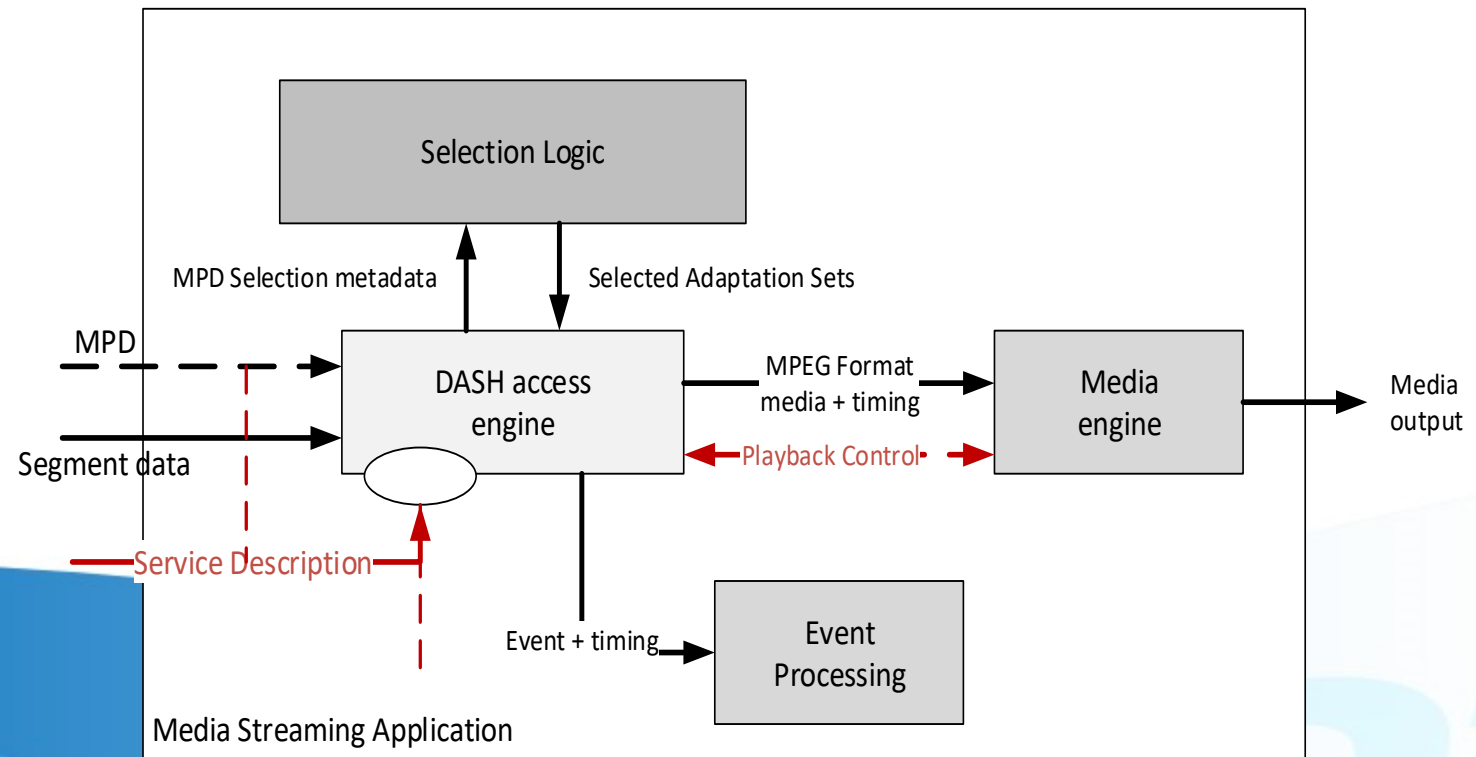 Selection Logic
MPD Selection metadata
Selected Adaptation Sets
MPD
DASH access
engine
MPEG Format
media + timing
Media
engine
Media
output
Segment data
Playback Control
Service Description
Event + timing
Event
Processing
Media Streaming Application